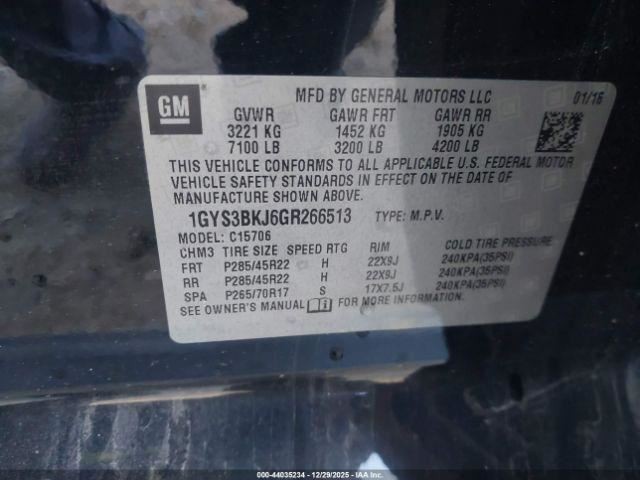 GM
MFD BY GENERAL MOTORS LLC 01/16
GVWR GAWR FRT GAWR RR
3221 KG 1452 KG 1905 KG
7100 LB 3200 LB 4200 LB
THIS VEHICLE CONFORMS TO ALL APPLICABLE U.S. FEDERAL MOTOR
VEHICLE SAFETY STANDARDS IN EFFECT ON THE DATE OF
MANUFACTURE SHOWN ABOVE.
1GYS3BKJ6GR266513 TYPE: M.P.V.
MODEL: C15706
CHM3 TIRE SIZE SPEED RTG RIM COLD TIRE PRESSURE
FRT P285/45R22 H 22X9J 240KPA(35PSI)
RR P285/45R22 H 22X9J 240KPA(35PSI)
SPA P265/70R17 S 17X7.5J 240KPA(35PSI)
SEE OWNER'S MANUAL FOR MORE INFORMATION.
© Copyright 44035234 - 12/29/2025 - IAA - Public